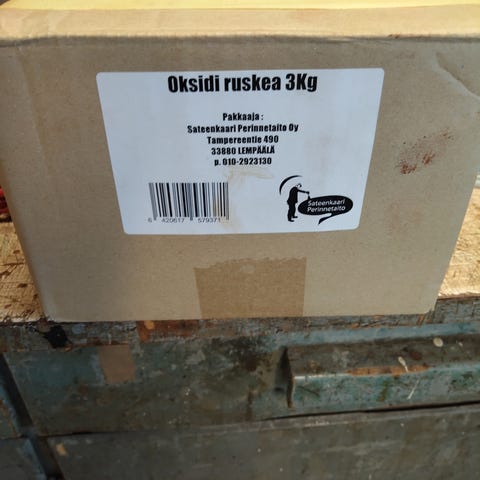 Oksidi ruskea 3Kg
Pakkaaja :
Sateenkaari Perinnetaito Oy
Tampereentie 490
33880 LEMPÄÄLÄ
p. 010-2923130
6 420617 579371
Sateenkaari
Perinnetaito